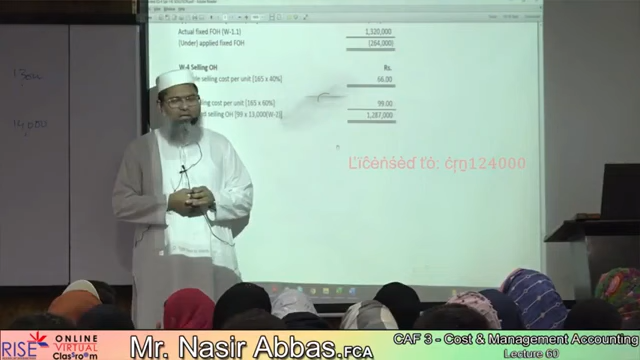 Actual fixed FOH (W-1.1) 1,320,000
[Under] applied fixed FOH (264,000)
W-4 Selling OH Rs.
selling cost per unit [165 x 40%] 66.00
selling cost per unit [165 x 60%] 99.00
selling OH [99 x 13,000(W-2)] 1,287,000
Lïċėṅṡėď ťó: ċṛṉ124000
RISE ONLINE VIRTUAL Classroom
Mr. Nasir Abbas.FCA
CAF 3 - Cost & Management Accounting
Lecture 60